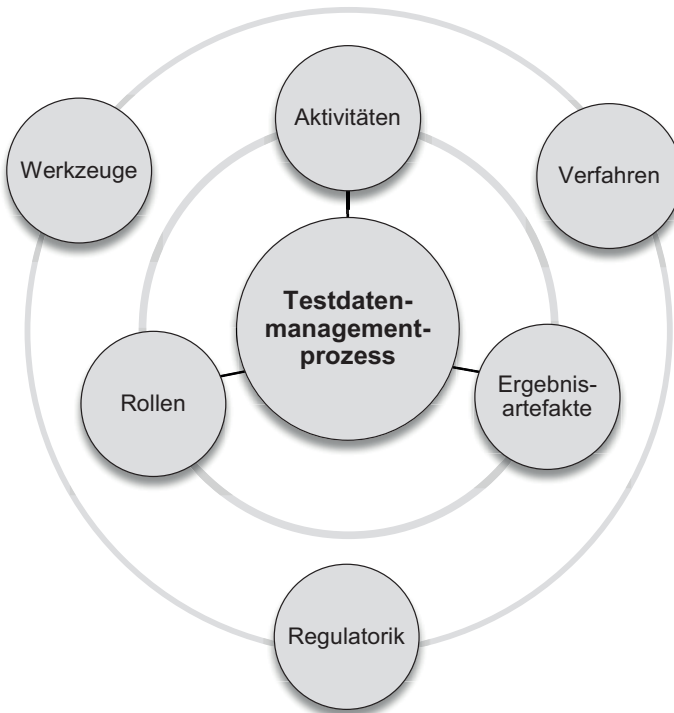 Aktivitäten
Werkzeuge
Verfahren
Testdaten-
management-
prozess
Rollen
Ergebnis-
artefakte
Regulatorik